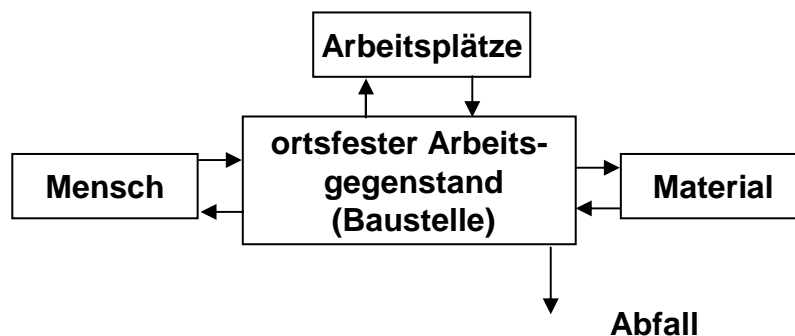 Arbeitsplätze
ortsfester Arbeits-
gegenstand
(Baustelle)
Mensch
Material
Abfall